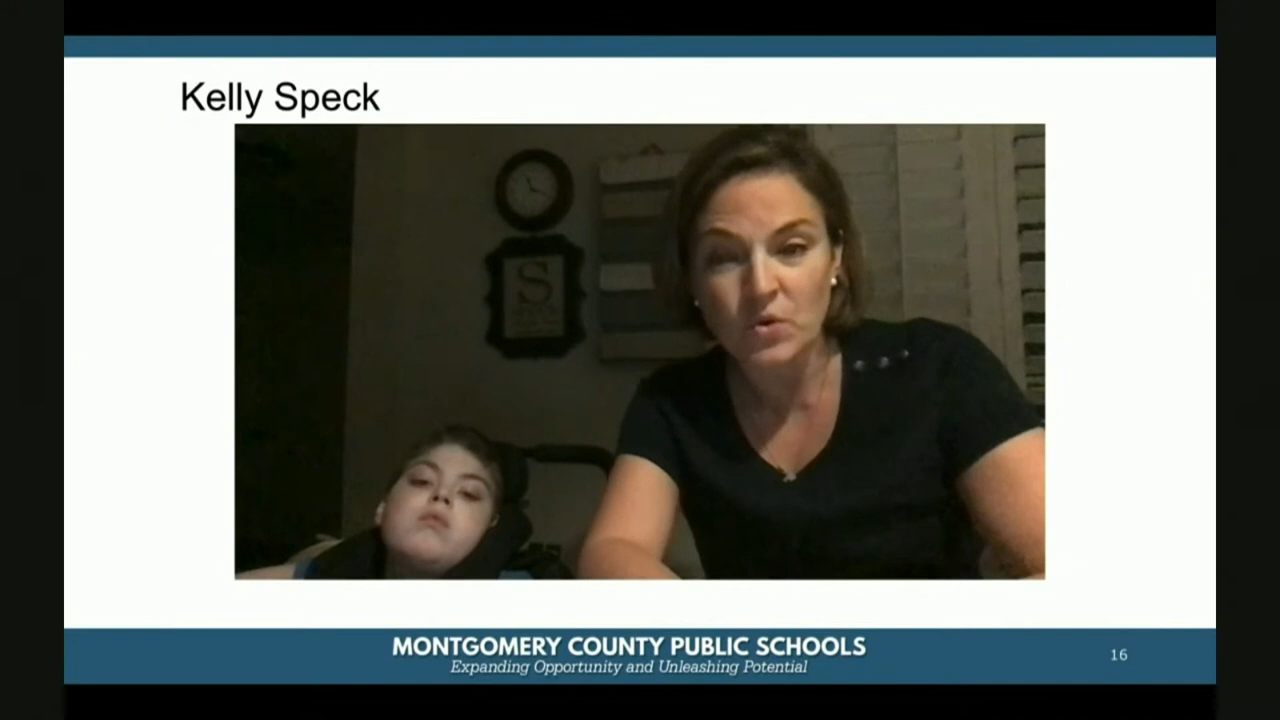 Kelly Speck
S
MONTGOMERY COUNTY PUBLIC SCHOOLS
Expanding Opportunity and Unleashing Potential
16